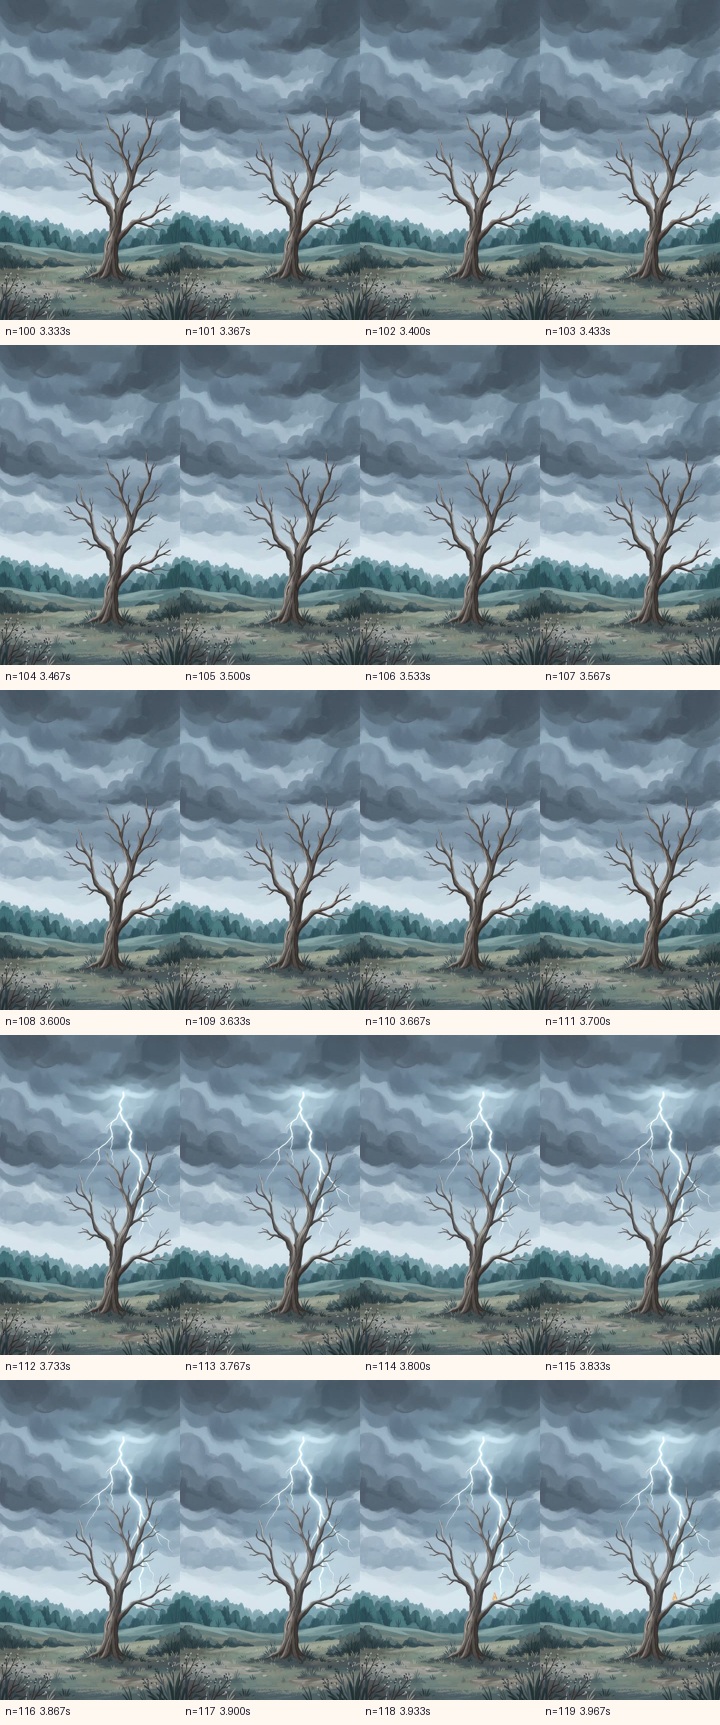 n=100 3.333s n=101 3.367s n=102 3.400s n=103 3.433s
n=104 3.467s n=105 3.500s n=106 3.533s n=107 3.567s
n=108 3.600s n=109 3.633s n=110 3.667s n=111 3.700s
n=112 3.733s n=113 3.767s n=114 3.800s n=115 3.833s
n=116 3.867s n=117 3.900s n=118 3.933s n=119 3.967s